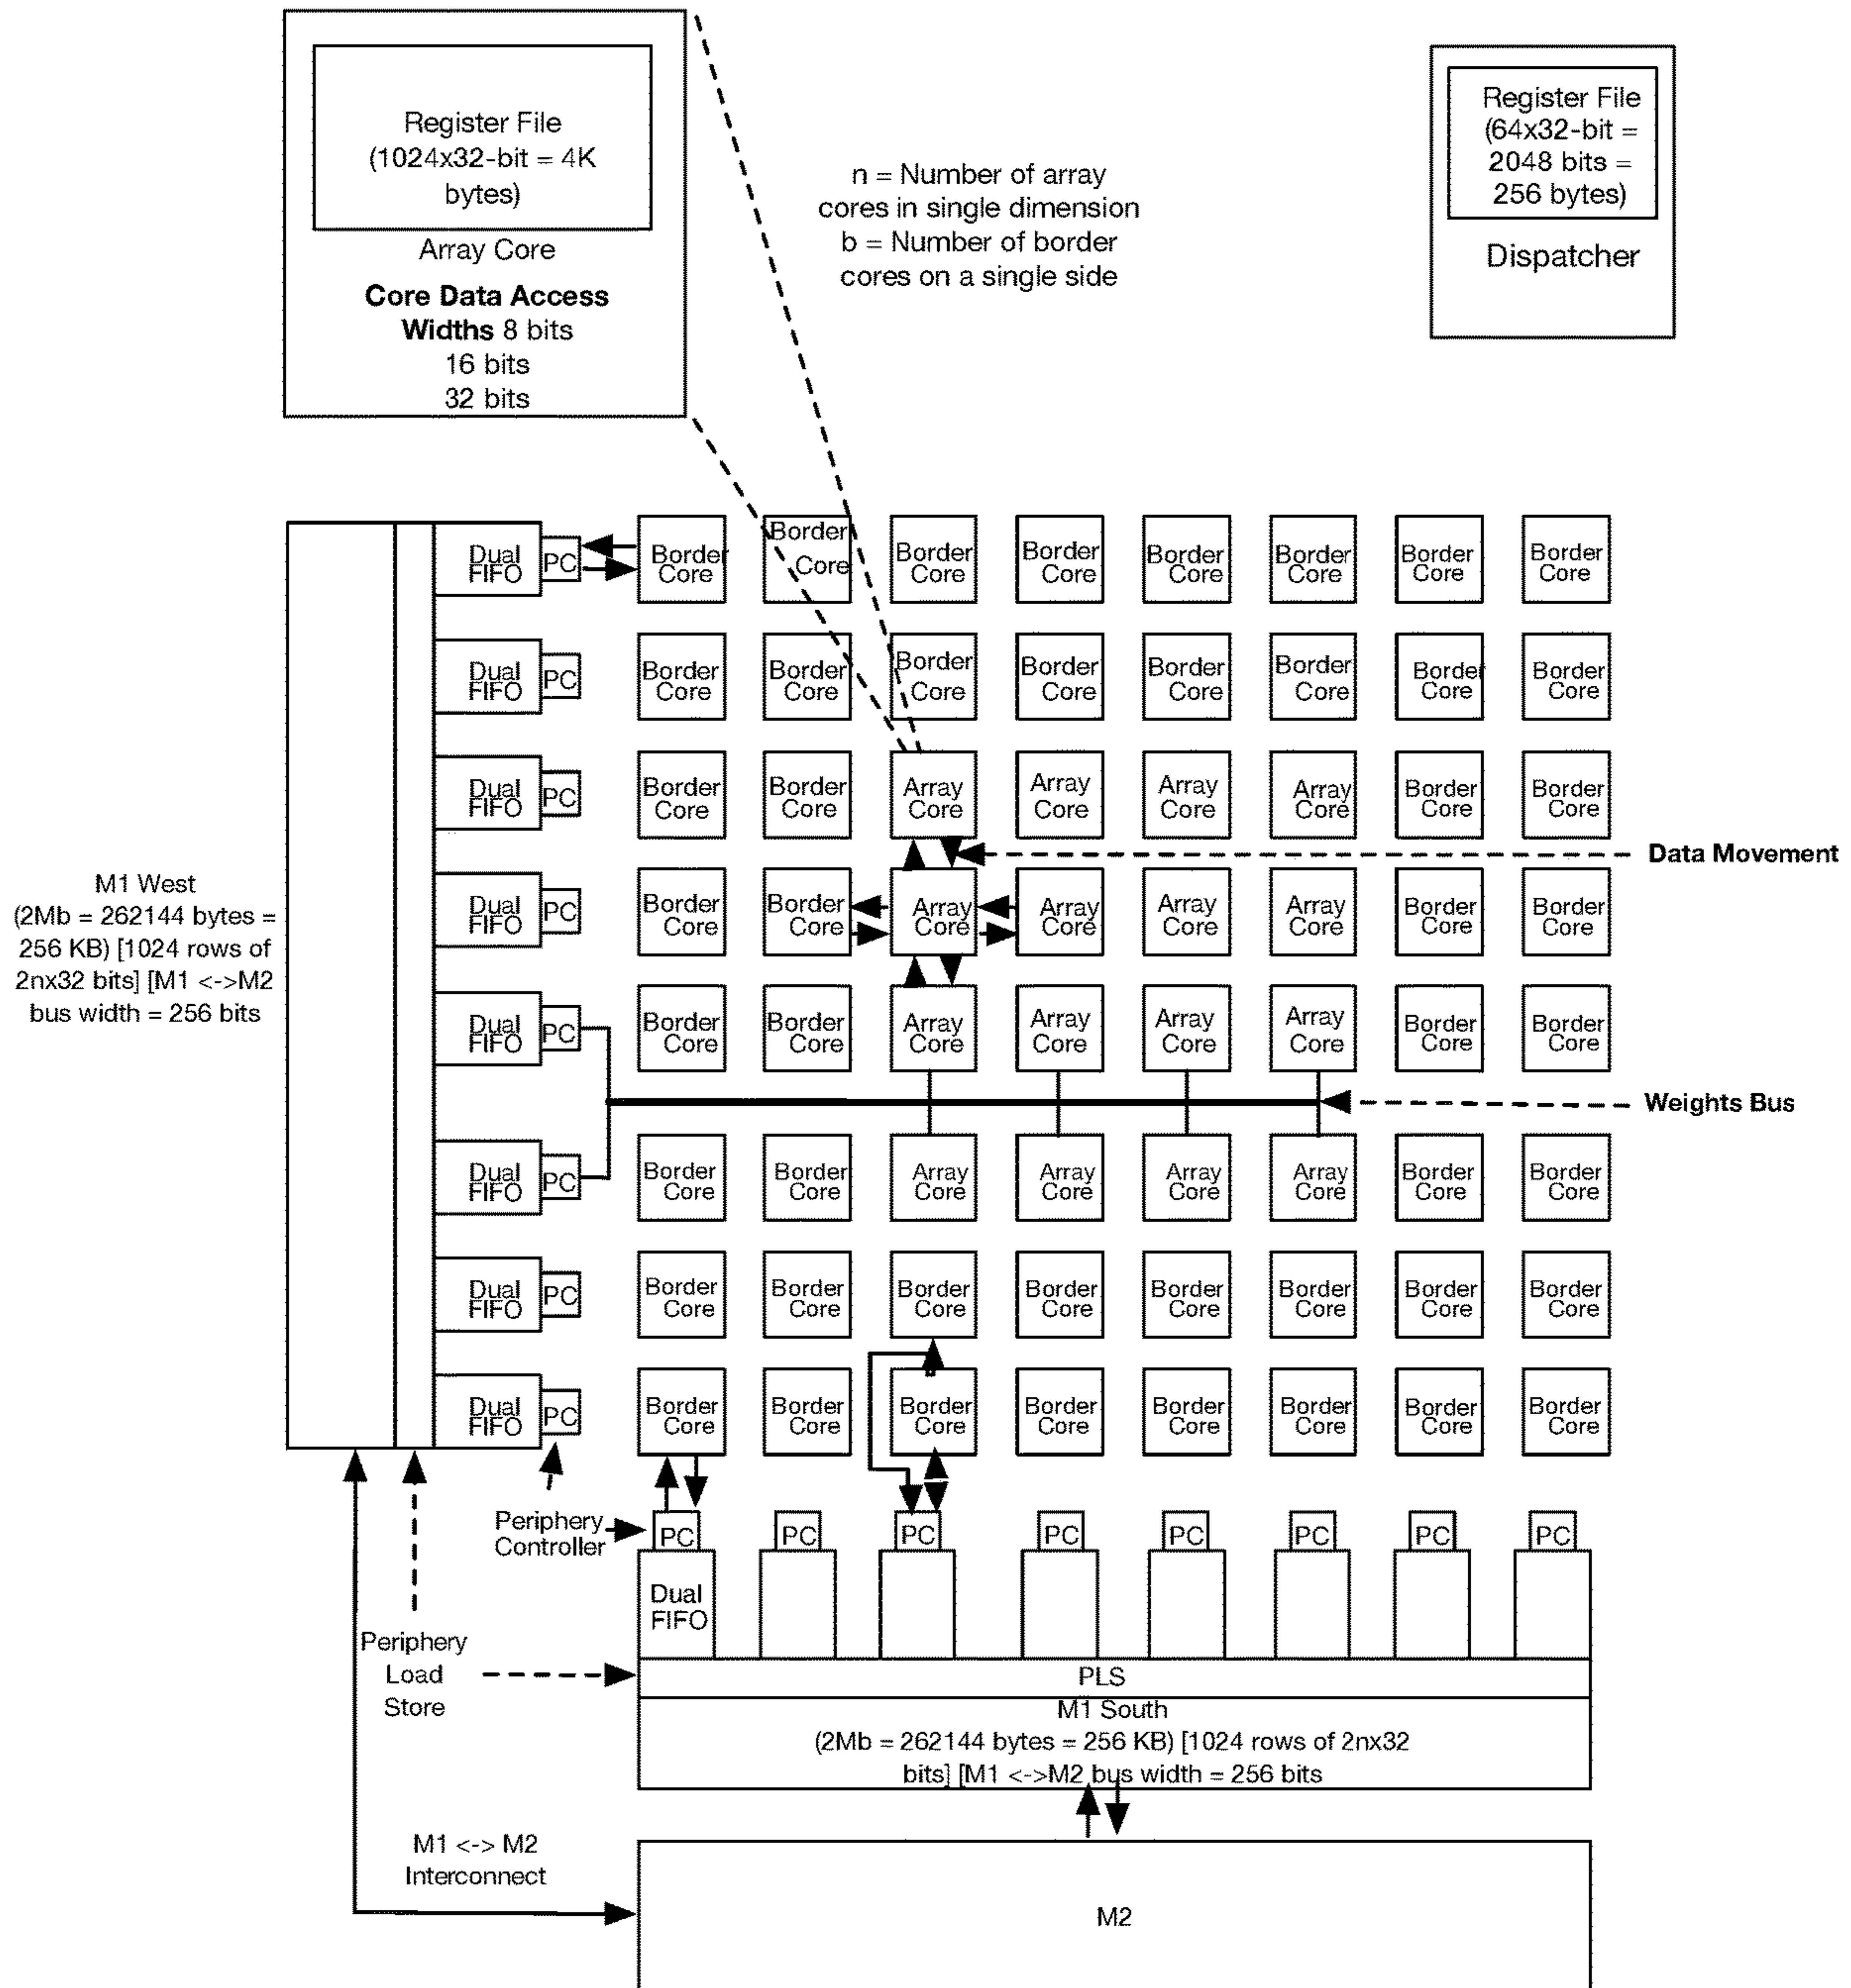 Register File
(1024x32-bit = 4K
bytes)
Array Core
Core Data Access
Widths 8 bits
16 bits
32 bits
n = Number of array
cores in single dimension
b = Number of border
cores on a single side
Register File
(64x32-bit =
2048 bits =
256 bytes)
Dispatcher
Dual
FIFO
PC
Border
Core
Border
Core
Border
Core
Border
Core
Border
Core
Border
Core
Border
Core
Border
Core
Dual
FIFO
PC
Border
Core
Border
Core
Border
Core
Border
Core
Border
Core
Border
Core
Border
Core
Border
Core
Dual
FIFO
PC
Border
Core
Border
Core
Array
Core
Array
Core
Array
Core
Array
Core
Border
Core
Border
Core
Data Movement
M1 West
(2Mb = 262144 bytes =
256 KB) [1024 rows of
2nx32 bits] [M1 <->M2
bus width = 256 bits
Dual
FIFO
PC
Border
Core
Border
Core
Array
Core
Array
Core
Array
Core
Array
Core
Border
Core
Border
Core
Dual
FIFO
PC
Border
Core
Border
Core
Array
Core
Array
Core
Array
Core
Array
Core
Border
Core
Border
Core
Weights Bus
Dual
FIFO
PC
Border
Core
Border
Core
Array
Core
Array
Core
Array
Core
Array
Core
Border
Core
Border
Core
Dual
FIFO
PC
Border
Core
Border
Core
Border
Core
Border
Core
Border
Core
Border
Core
Border
Core
Border
Core
Dual
FIFO
PC
Border
Core
Border
Core
Border
Core
Border
Core
Border
Core
Border
Core
Border
Core
Border
Core
Periphery
Controller
PC
PC
PC
PC
PC
PC
PC
PC
Dual
FIFO
Periphery
Load
Store
PLS
M1 South
(2Mb = 262144 bytes = 256 KB) [1024 rows of 2nx32
bits] [M1 <->M2 bus width = 256 bits
M1 <-> M2
Interconnect
M2